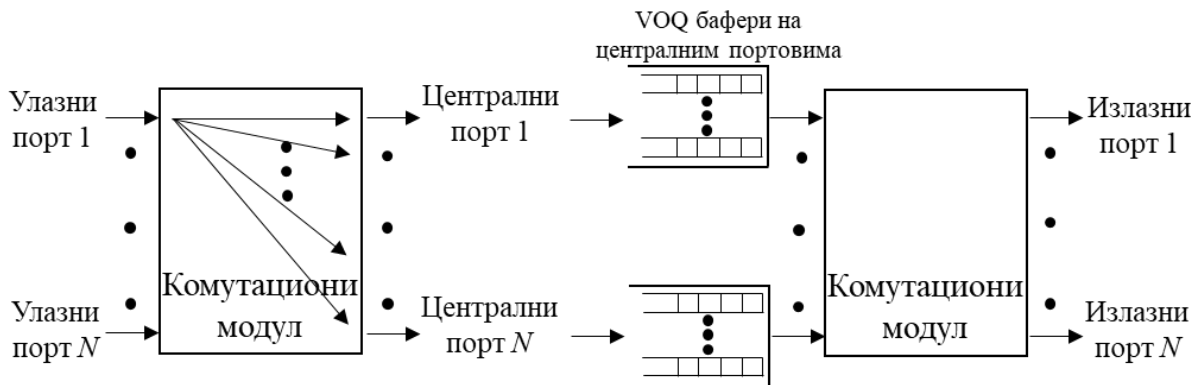 VOQ бафери на
централним портовима
Улазни
порт 1
Централни
порт 1
Излазни
порт 1
Комутациони
модул
Комутациони
модул
Улазни
порт N
Централни
порт N
Излазни
порт N